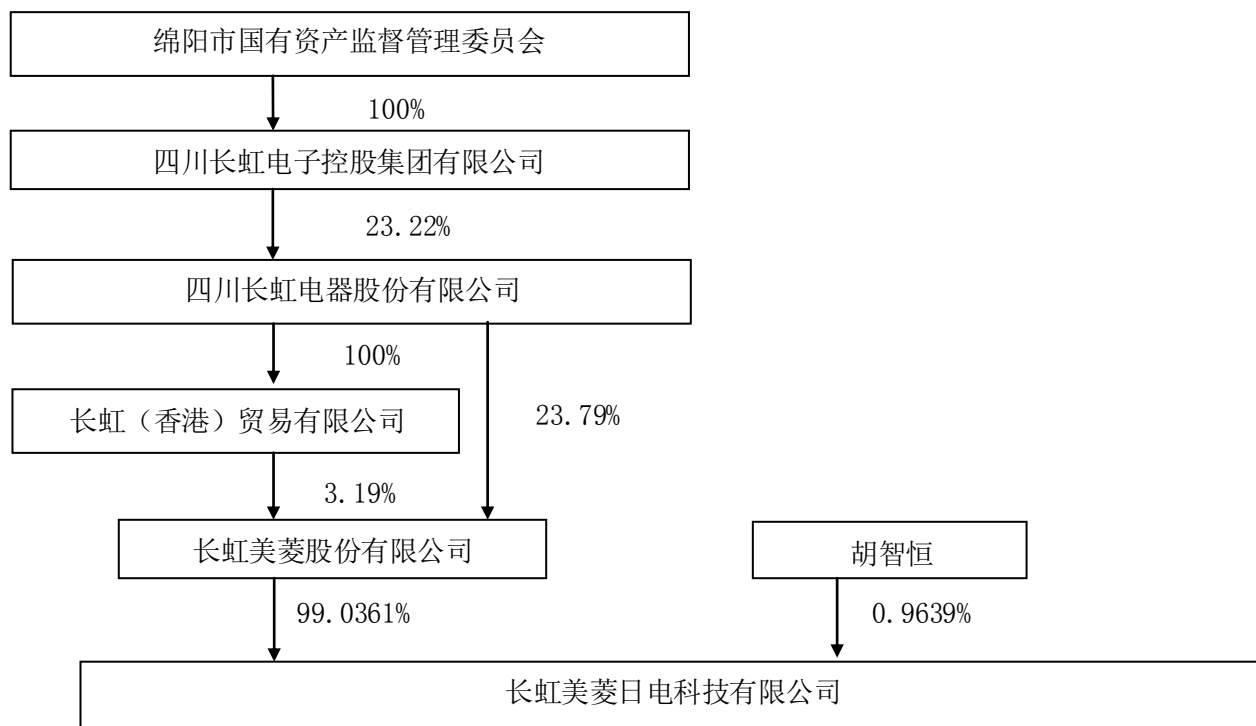 绵阳市国有资产监督管理委员会
100%
四川长虹电子控股集团有限公司
23.22%
四川长虹电器股份有限公司
100%
长虹（香港）贸易有限公司
23.79%
3.19%
长虹美菱股份有限公司
胡智恒
99.0361%
0.9639%
长虹美菱日电科技有限公司